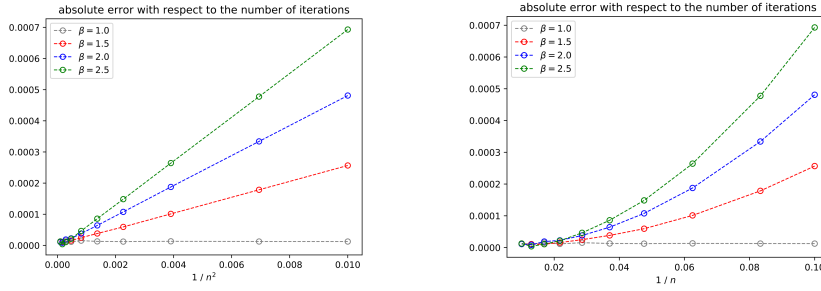 absolute error with respect to the number of iterations
0.0007
0.0006
0.0005
0.0004
0.0003
0.0002
0.0001
0.0000
β = 1.0
β = 1.5
β = 2.0
β = 2.5
0.000 0.002 0.004 0.006 0.008 0.010
1 / n²
absolute error with respect to the number of iterations
0.0007
0.0006
0.0005
0.0004
0.0003
0.0002
0.0001
0.0000
β = 1.0
β = 1.5
β = 2.0
β = 2.5
0.02 0.04 0.06 0.08 0.10
1 / n